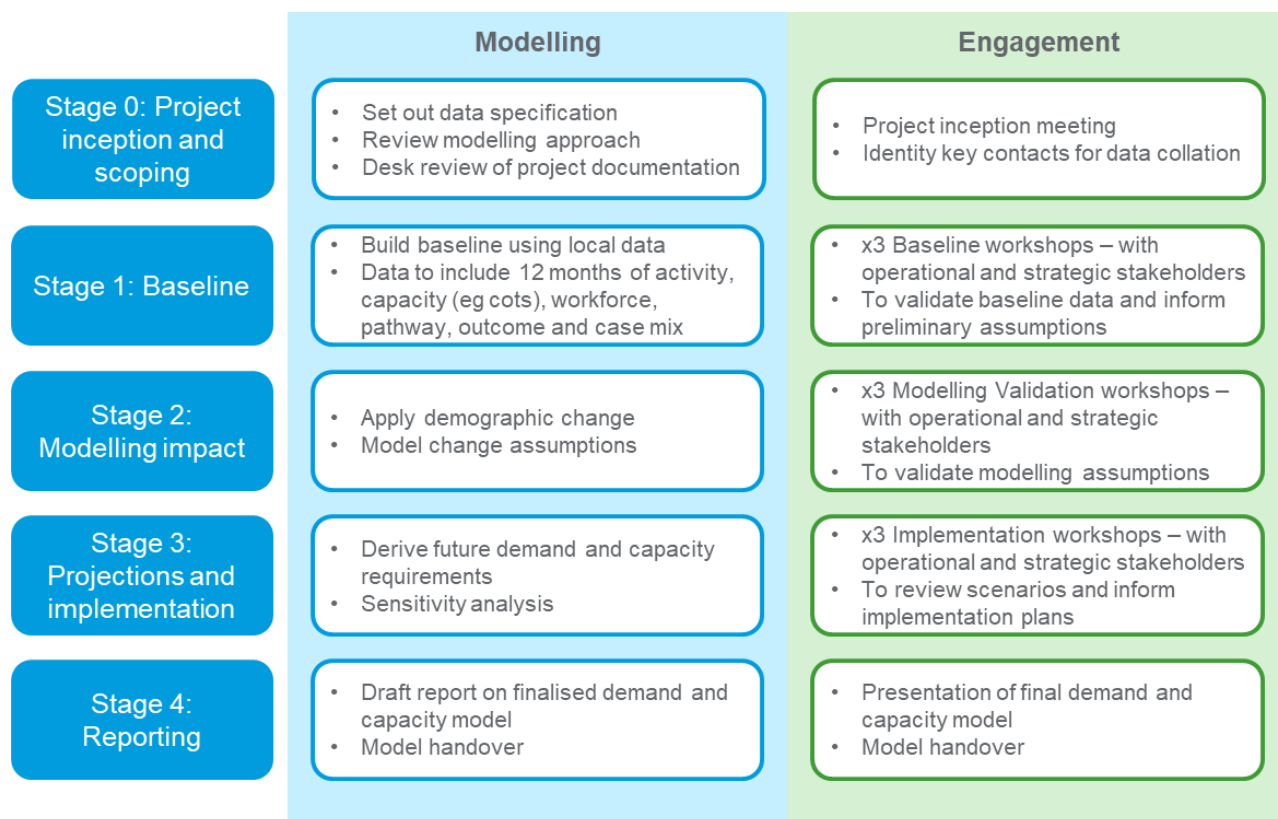 Modelling
Engagement
Stage 0: Project
inception and
scoping
• Set out data specification
• Review modelling approach
• Desk review of project documentation
• Project inception meeting
• Identity key contacts for data collation
Stage 1: Baseline
• Build baseline using local data
• Data to include 12 months of activity,
capacity (eg cots), workforce,
pathway, outcome and case mix
• x3 Baseline workshops – with
operational and strategic stakeholders
• To validate baseline data and inform
preliminary assumptions
Stage 2:
Modelling impact
• Apply demographic change
• Model change assumptions
• x3 Modelling Validation workshops –
with operational and strategic
stakeholders
• To validate modelling assumptions
Stage 3:
Projections and
implementation
• Derive future demand and capacity
requirements
• Sensitivity analysis
• x3 Implementation workshops – with
operational and strategic stakeholders
• To review scenarios and inform
implementation plans
Stage 4:
Reporting
• Draft report on finalised demand and
capacity model
• Model handover
• Presentation of final demand and
capacity model
• Model handover